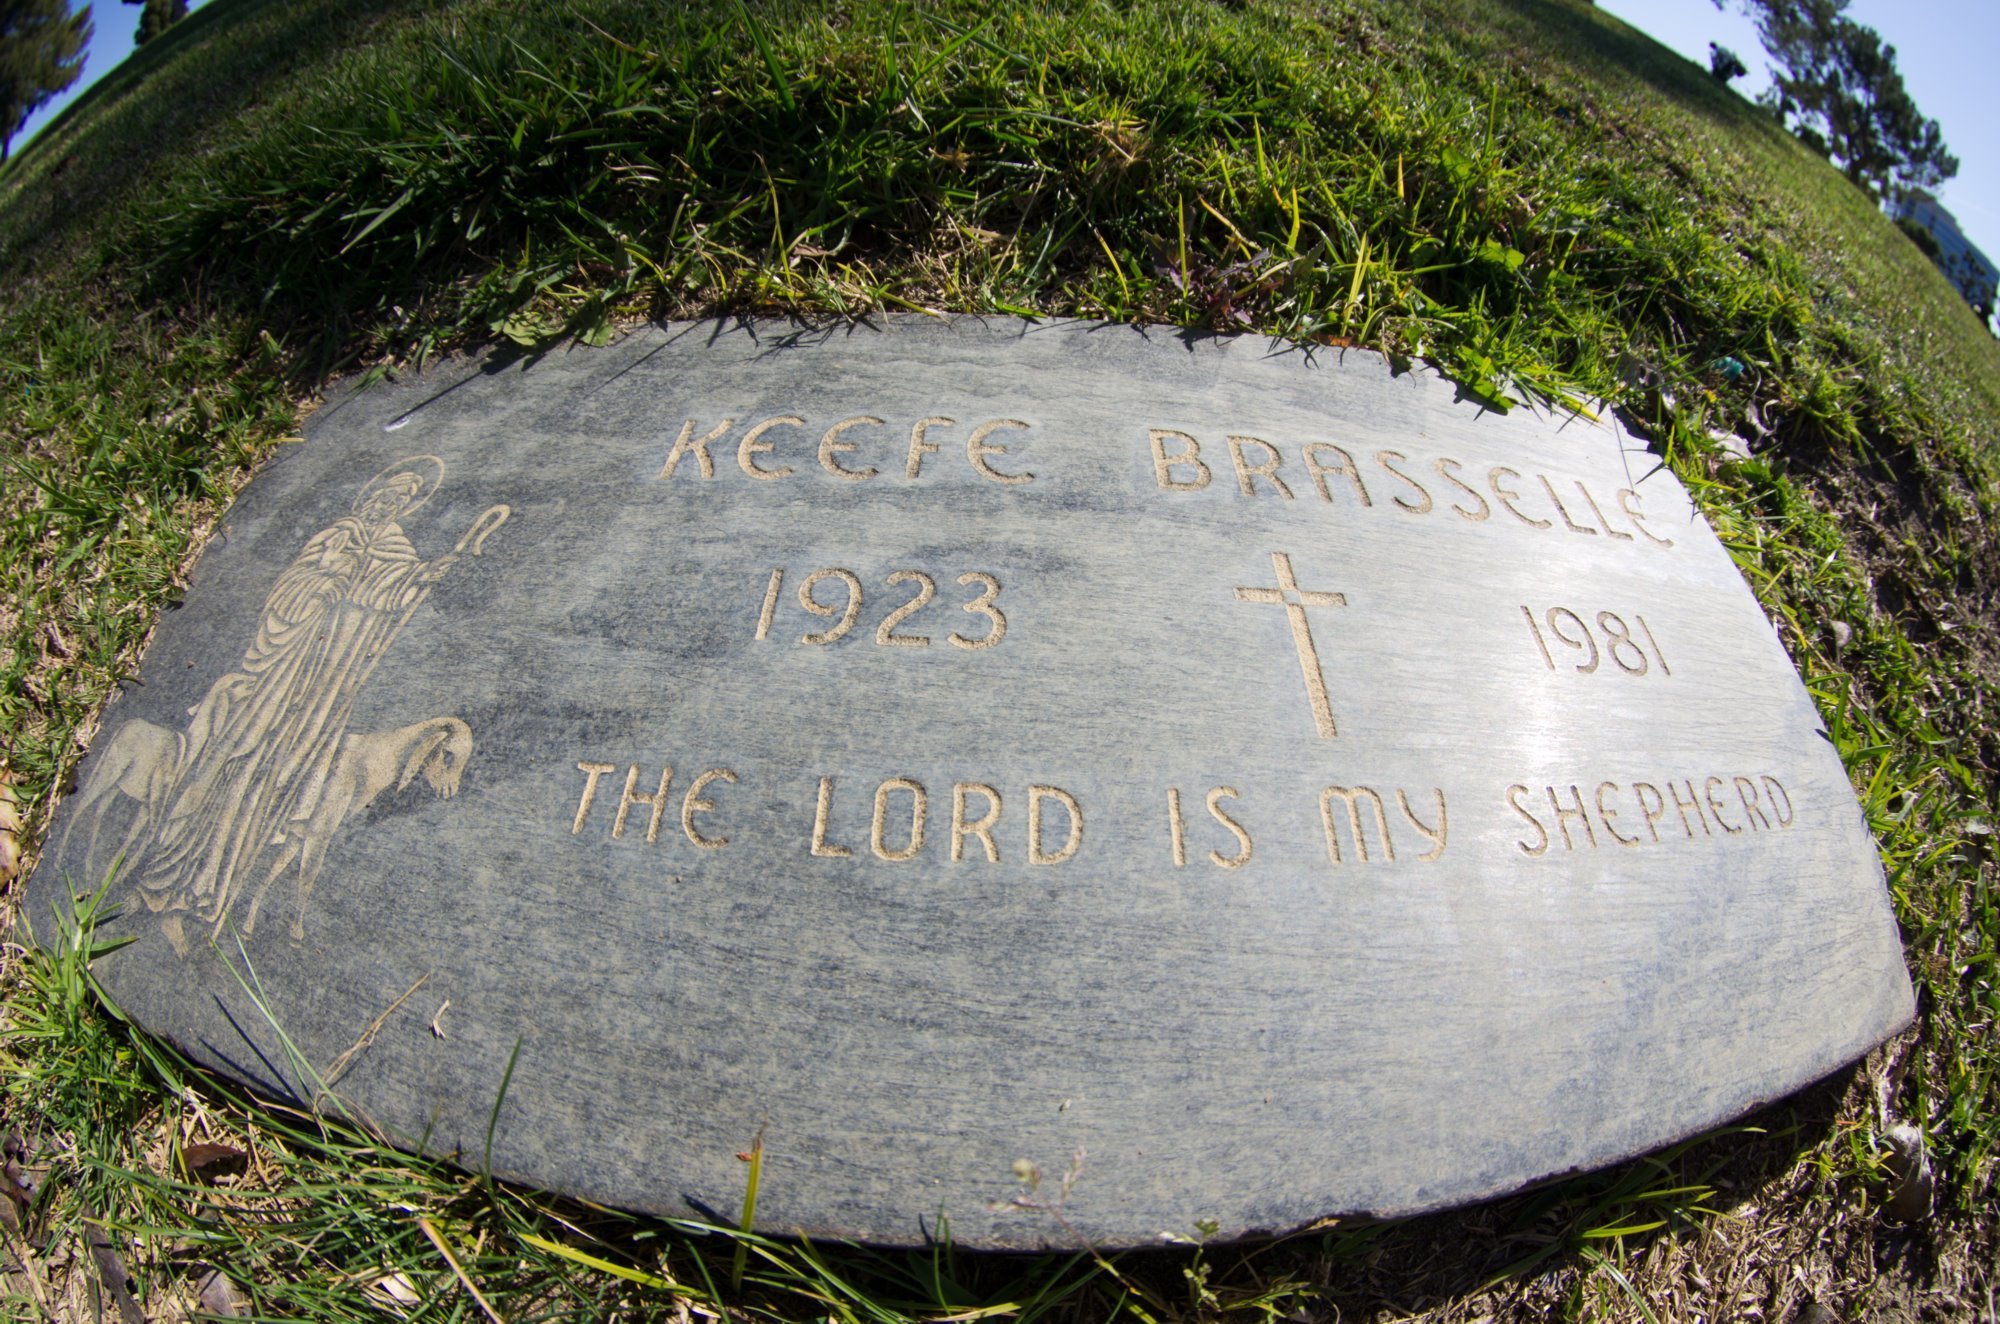 KEEFE BRASSELLE
1923 1981
THE LORD IS MY SHEPHERD